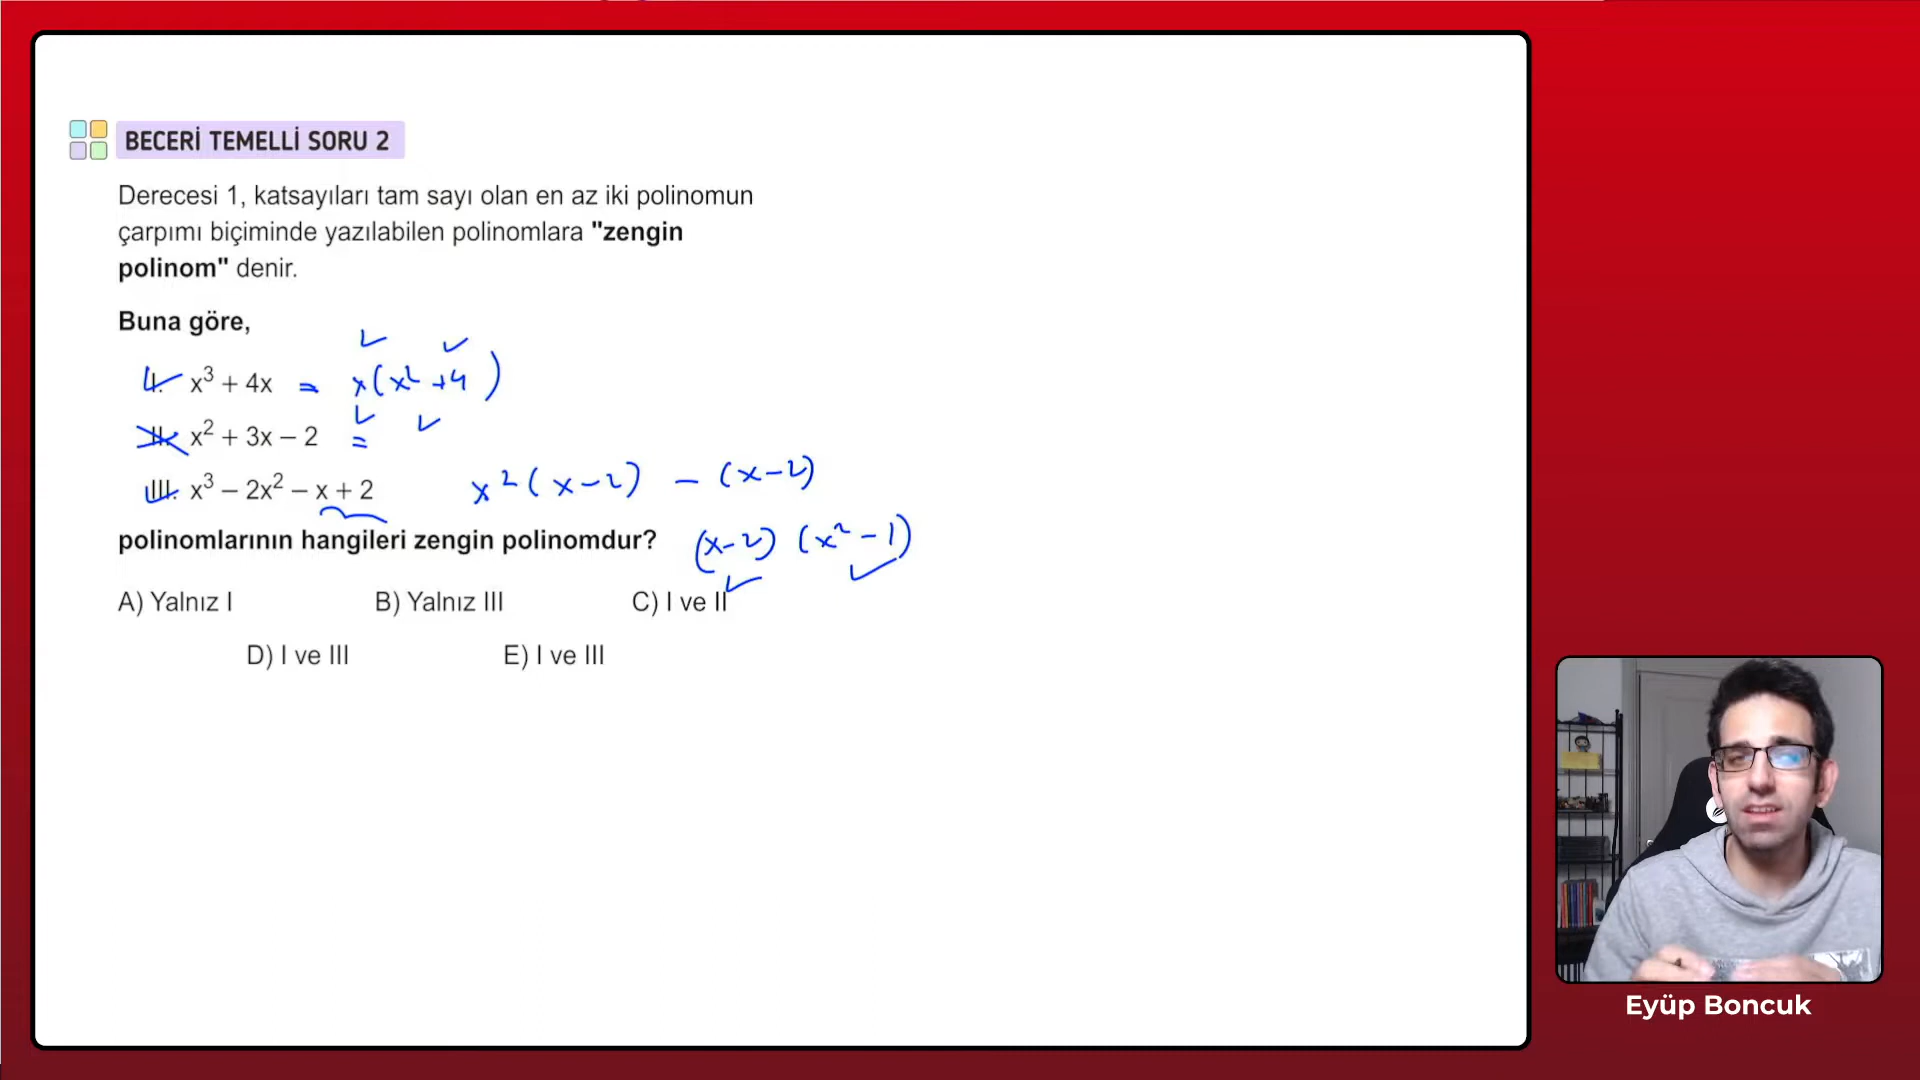 BECERİ TEMELLİ SORU 2
Derecesi 1, katsayıları tam sayı olan en az iki polinomun
çarpımı biçiminde yazılabilen polinomlara "zengin
polinom" denir.
Buna göre,
I. x³ + 4x = x(x² + 4)
II. x² + 3x – 2 =
III. x³ – 2x² – x + 2 x²(x-2) - (x-2)
polinomlarının hangileri zengin polinomdur? (x-2) (x²-1)
A) Yalnız I B) Yalnız III C) I ve II
D) I ve III E) I ve III
Eyüp Boncuk